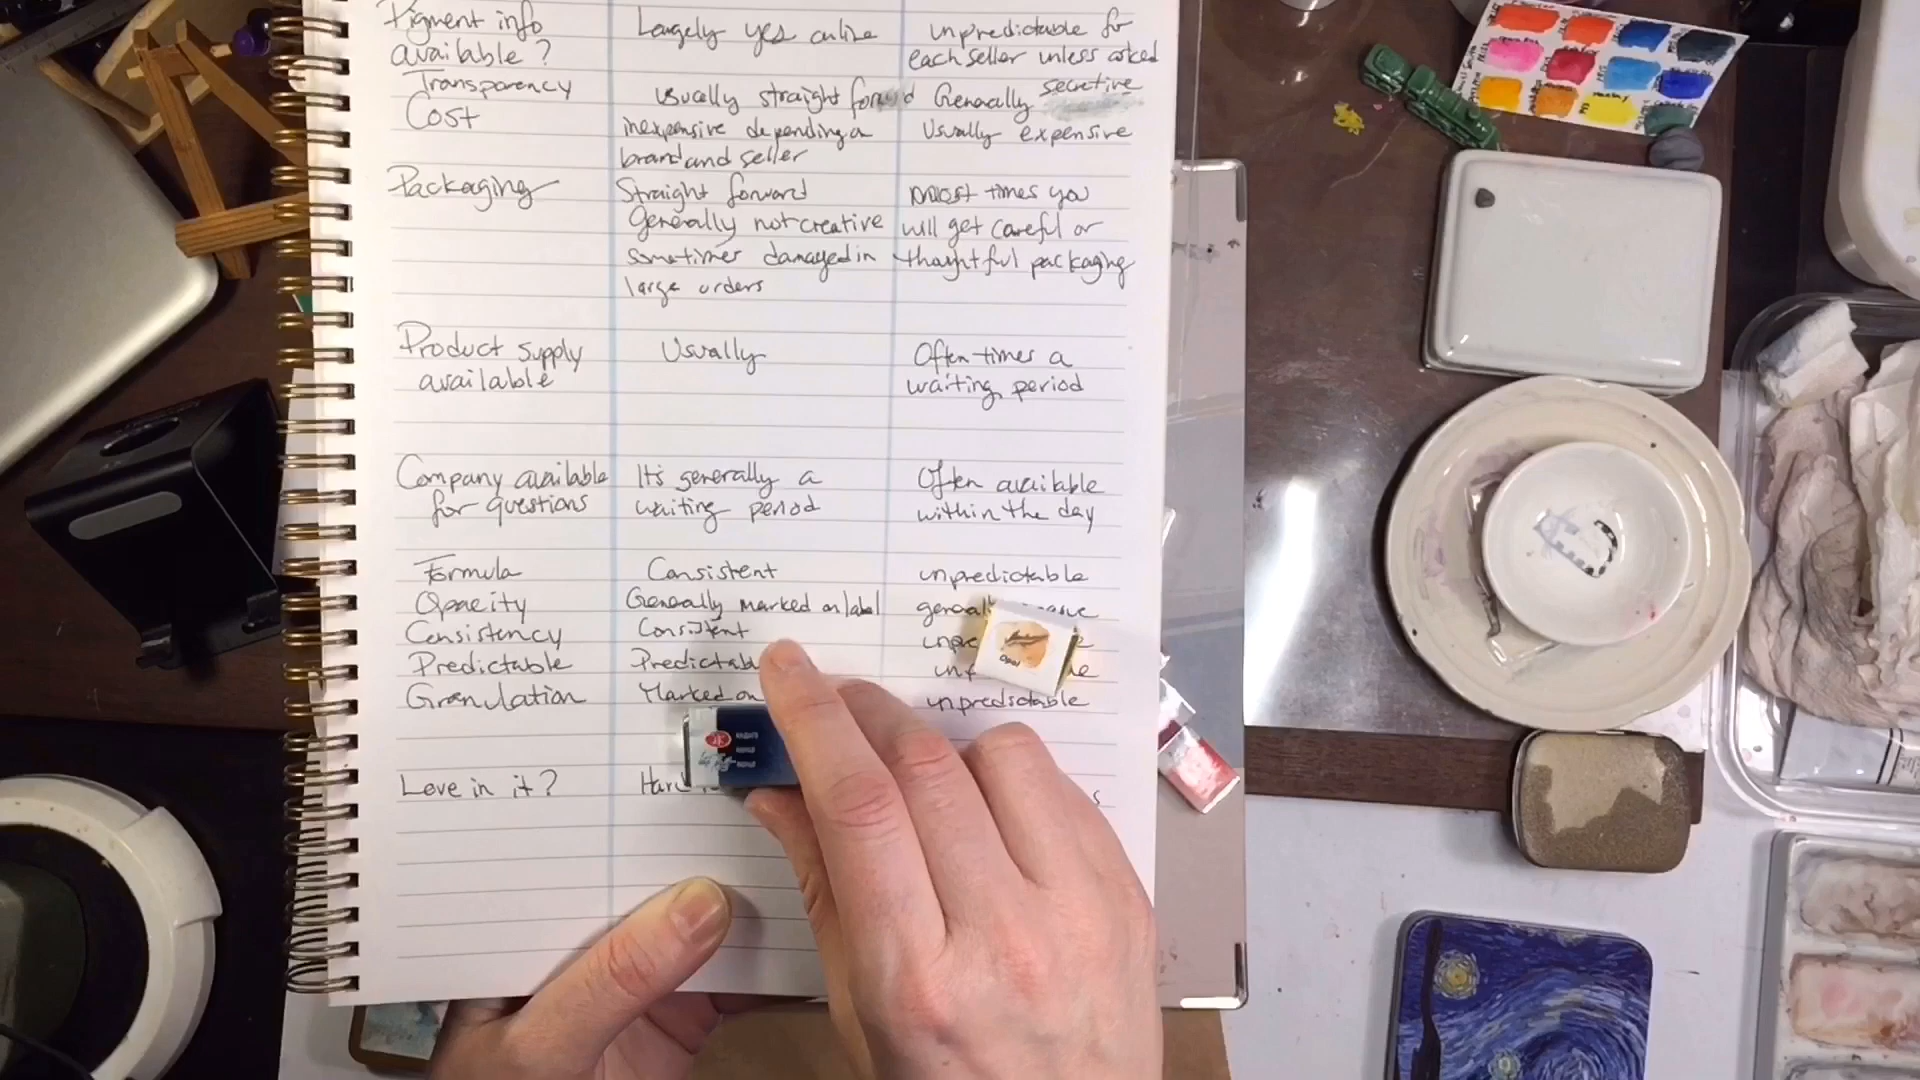 Pigment info Largely yes online unpredictable for
available? each seller unless asked
Transparency usually straight forward Generally secretive
Cost inexpensive depending on Usually expensive
brand and seller
Packaging Straight forward most times you
Generally not creative will get careful or
sometimes damaged in thoughtful packaging
large orders
Product supply Usually Often times a
available waiting period
Company available It's generally a Often available
for questions waiting period within the day
Formula Consistent unpredictable
Opacity Generally marked on label
Consistency Consistent
Predictable
Granulation Marked on unpredictable
Love in it?